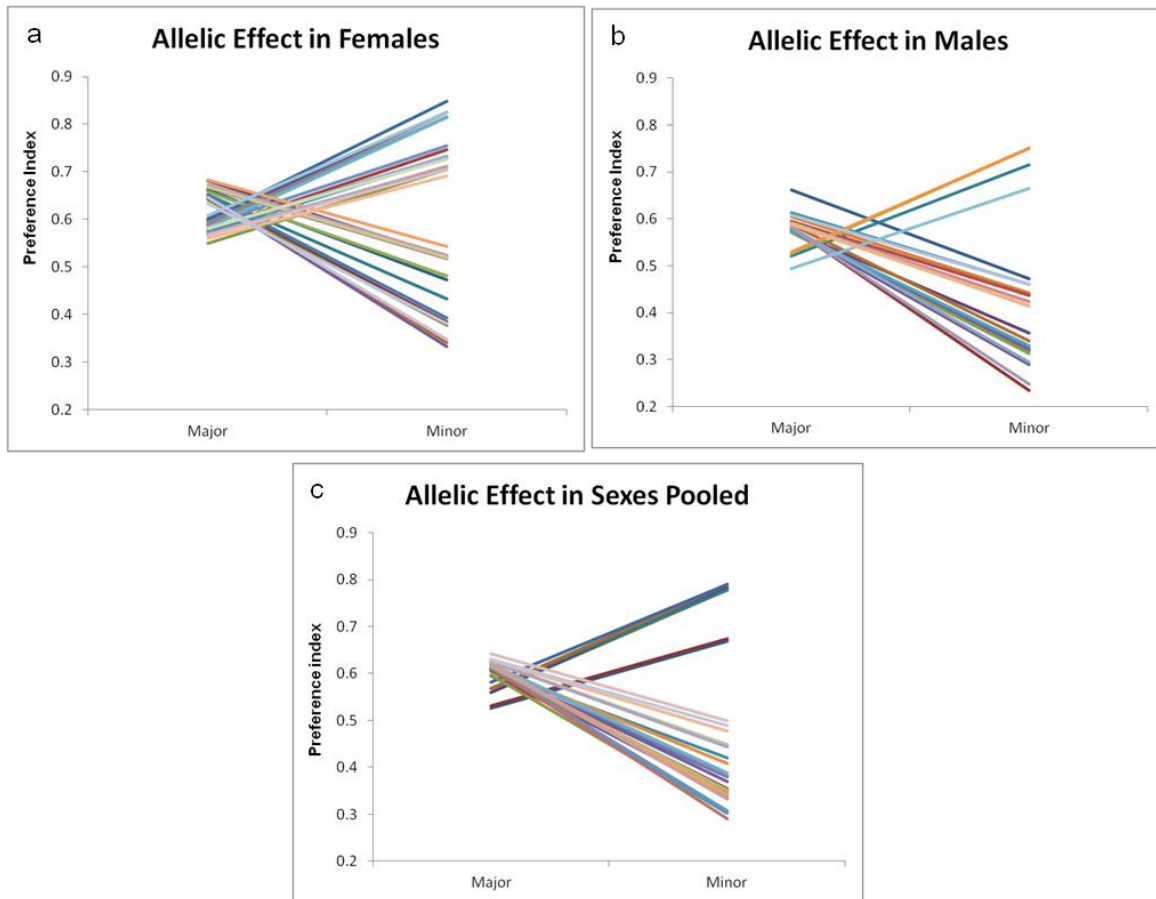 a
Allelic Effect in Females
Preference Index
0.9
0.8
0.7
0.6
0.5
0.4
0.3
0.2
Major
Minor
b
Allelic Effect in Males
Preference Index
0.9
0.8
0.7
0.6
0.5
0.4
0.3
0.2
Major
Minor
c
Allelic Effect in Sexes Pooled
Preference index
0.9
0.8
0.7
0.6
0.5
0.4
0.3
0.2
Major
Minor